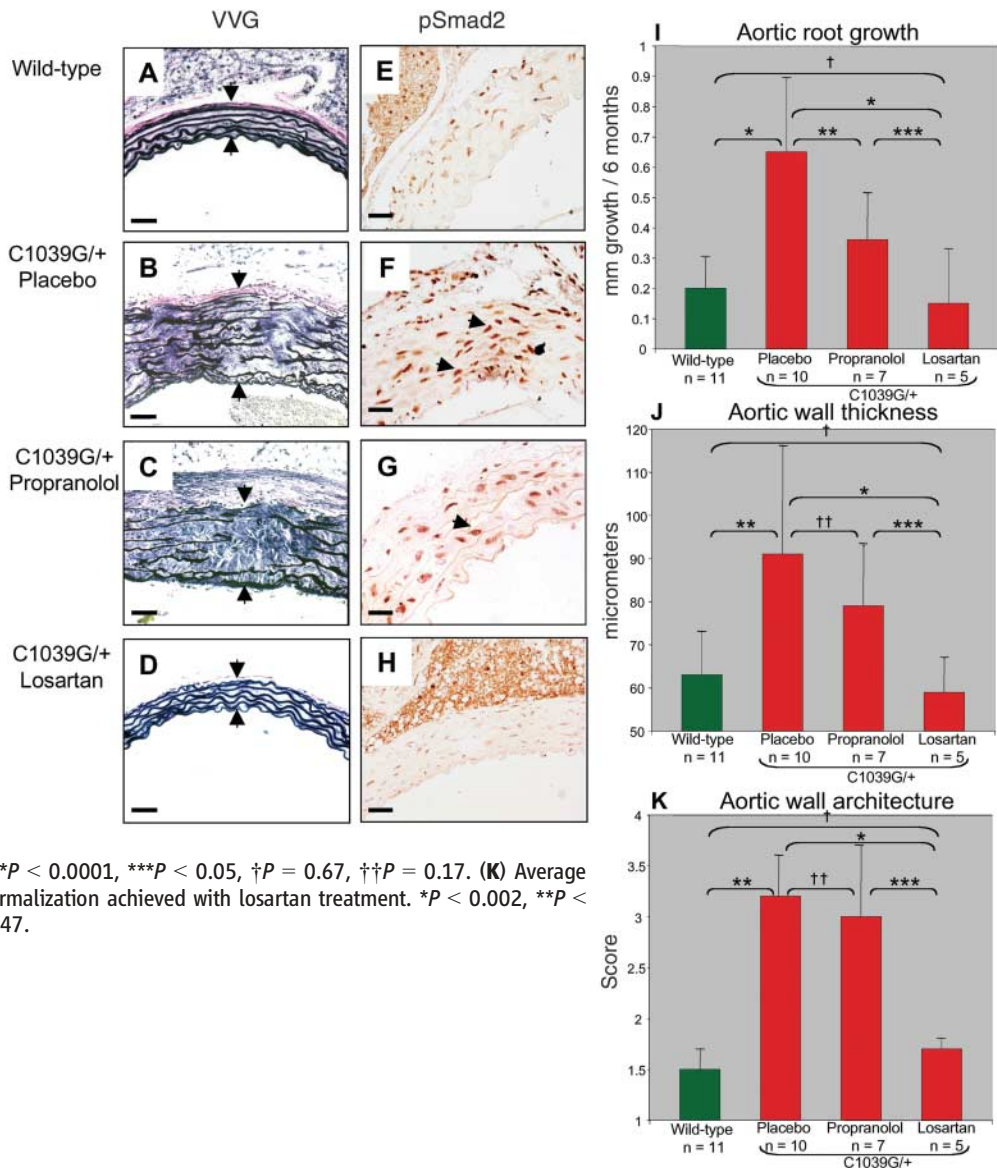 VVG
pSmad2
Wild-type
A
E
C1039G/+
Placebo
B
F
C1039G/+
Propranolol
C
G
C1039G/+
Losartan
D
H
*P < 0.0001, ***P < 0.05, †P = 0.67, ††P = 0.17. (K) Average
rmalization achieved with losartan treatment. *P < 0.002, **P <
47.
I Aortic root growth
mm growth / 6 months
1
0.9
0.8
0.7
0.6
0.5
0.4
0.3
0.2
0.1
0.1
†
*
* ** ***
Wild-type Placebo Propranolol Losartan
n = 11 n = 10 n = 7 n = 5
C1039G/+
J Aortic wall thickness
micrometers
120
110
100
90
80
70
60
50
†
*
** †† ***
Wild-type Placebo Propranolol Losartan
n = 11 n = 10 n = 7 n = 5
C1039G/+
K Aortic wall architecture
Score
4
3.5
3
2.5
2
1.5
1
†
*
** †† ***
Wild-type Placebo Propranolol Losartan
n = 11 n = 10 n = 7 n = 5
C1039G/+